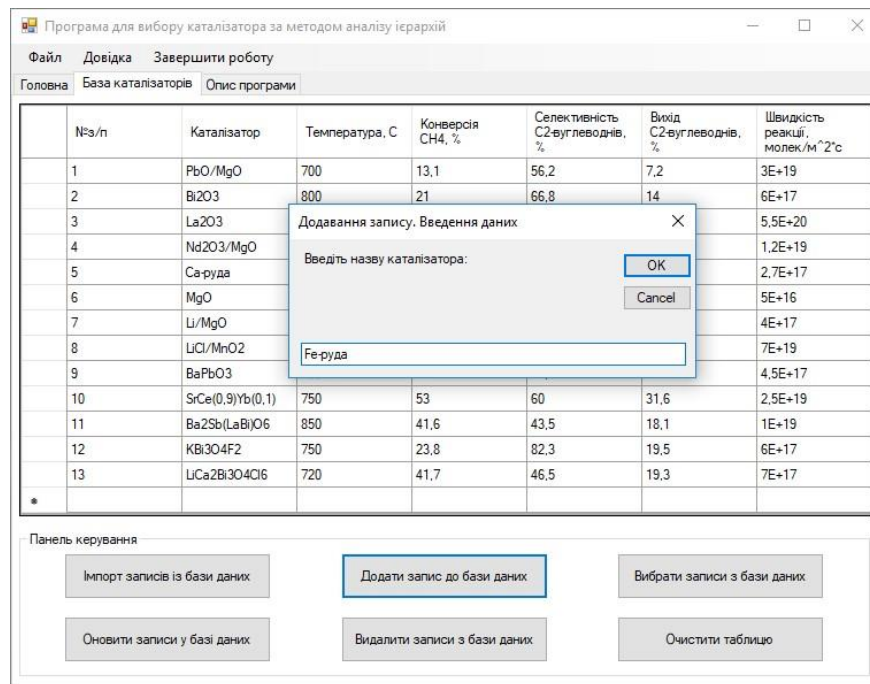 Програма для вибору каталізатора за методом аналізу ієрархій
Файл Довідка Завершити роботу
Головна База каталізаторів Опис програми
№з/п Каталізатор Температура, С Конверсія CH4, % Селективність С2-вуглеводнів, % Вихід С2-вуглеводнів, % Швидкість реакції, молек/м^2*с
1 PbO/MgO 700 13,1 56,2 7,2 3E+19
2 Bi2O3 800 21 66,8 14 6E+17
3 La2O3 5,5E+20
4 Nd2O3/MgO 1,2E+19
5 Са-руда 2,7E+17
6 MgO 5E+16
7 Li/MgO 4E+17
8 LiCl/MnO2 7E+19
9 BaPbO3 4,5E+17
Додавання запису. Введення даних
Введіть назву каталізатора:
OK
Cancel
Fe-руда
10 SrCe(0,9)Yb(0,1) 750 53 60 31,6 2,5E+19
11 Ba2Sb(LaBi)O6 850 41,6 43,5 18,1 1E+19
12 KBi3O4F2 750 23,8 82,3 19,5 6E+17
13 LiCa2Bi3O4Cl6 720 41,7 46,5 19,3 7E+17
Панель керування
Імпорт записів із бази даних Додати запис до бази даних Вибрати записи з бази даних
Оновити записи у базі даних Видалити записи з бази даних Очистити таблицю